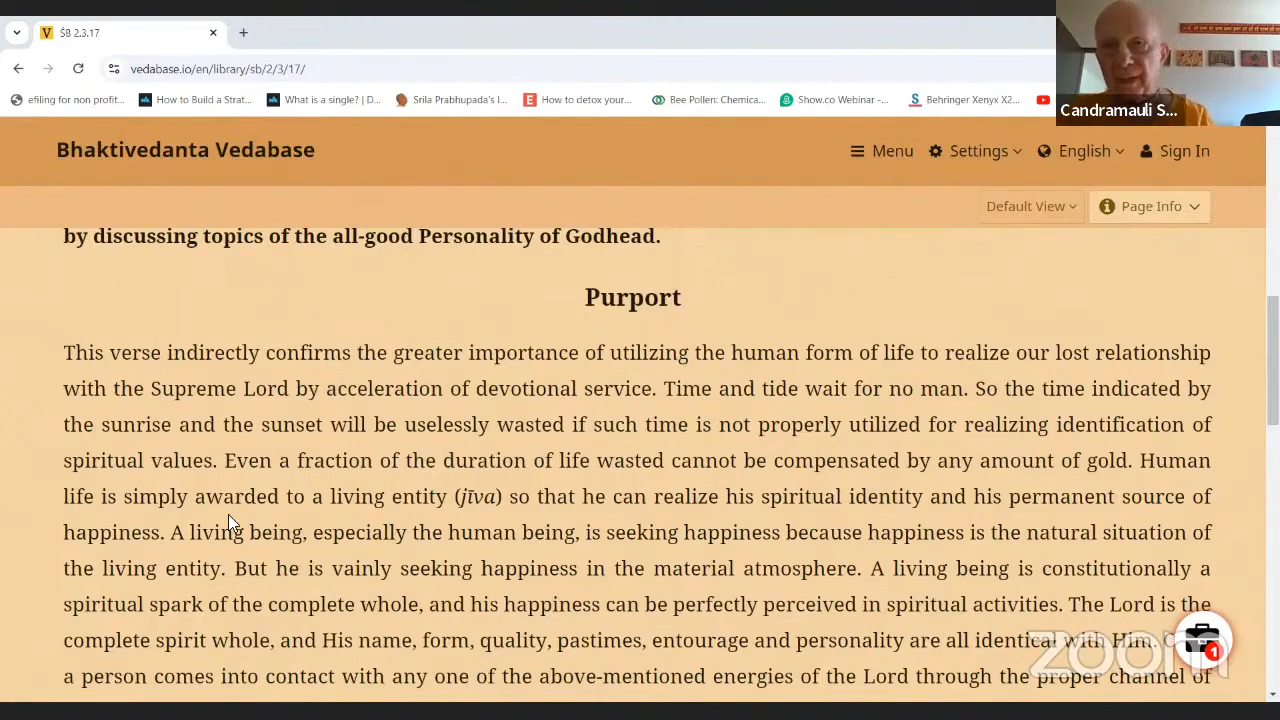 ŚB 2.3.17
vedabase.io/en/library/sb/2/3/17/
efiling for non profit...
How to Build a Strat...
What is a single? | D...
Srila Prabhupada's l...
How to detox your...
Bee Pollen: Chemica...
Show.co Webinar -...
Behringer Xenyx X2...
Candramauli S...
Bhaktivedanta Vedabase
Menu
Settings
English
Sign In
Default View
Page Info
by discussing topics of the all-good Personality of Godhead.
Purport
This verse indirectly confirms the greater importance of utilizing the human form of life to realize our lost relationship
with the Supreme Lord by acceleration of devotional service. Time and tide wait for no man. So the time indicated by
the sunrise and the sunset will be uselessly wasted if such time is not properly utilized for realizing identification of
spiritual values. Even a fraction of the duration of life wasted cannot be compensated by any amount of gold. Human
life is simply awarded to a living entity (jīva) so that he can realize his spiritual identity and his permanent source of
happiness. A living being, especially the human being, is seeking happiness because happiness is the natural situation of
the living entity. But he is vainly seeking happiness in the material atmosphere. A living being is constitutionally a
spiritual spark of the complete whole, and his happiness can be perfectly perceived in spiritual activities. The Lord is the
complete spirit whole, and His name, form, quality, pastimes, entourage and personality are all identical with Him.
a person comes into contact with any one of the above-mentioned energies of the Lord through the proper channel of
zoom
1